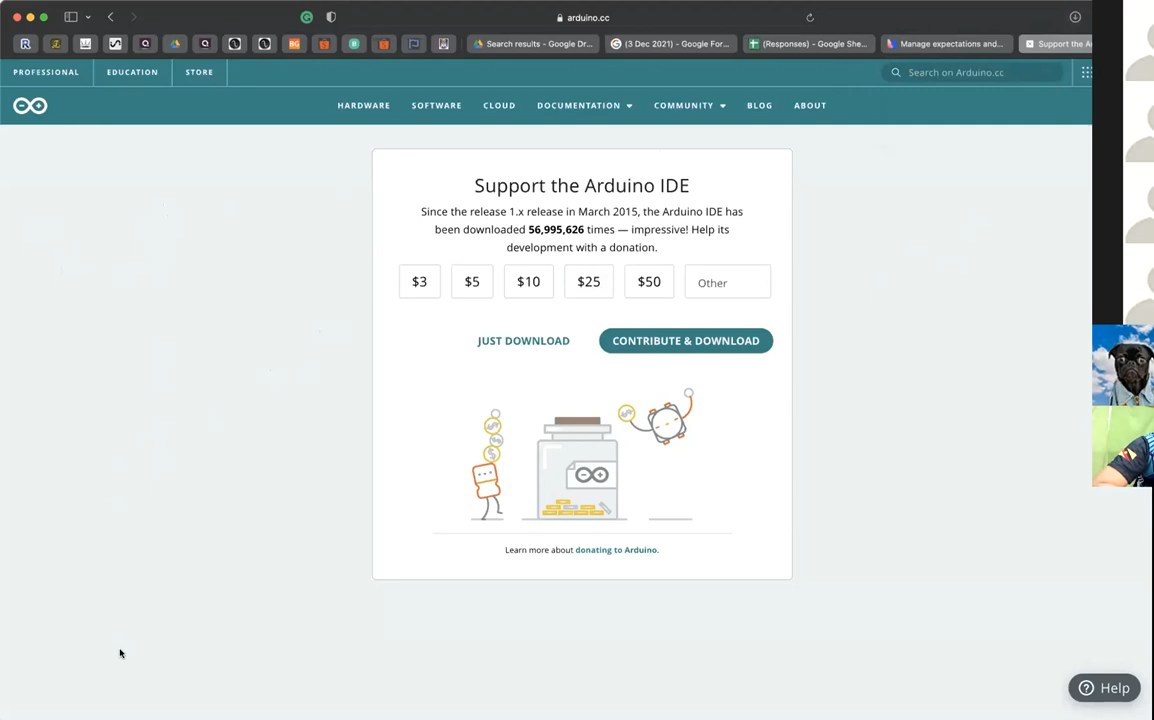 arduino.cc
Search results - Google Dr...
(3 Dec 2021) - Google For...
(Responses) - Google She...
Manage expectations and...
Support the A
PROFESSIONAL
EDUCATION
STORE
Search on Arduino.cc
HARDWARE
SOFTWARE
CLOUD
DOCUMENTATION
COMMUNITY
BLOG
ABOUT
Support the Arduino IDE
Since the release 1.x release in March 2015, the Arduino IDE has
been downloaded 56,995,626 times — impressive! Help its
development with a donation.
$3
$5
$10
$25
$50
Other
JUST DOWNLOAD
CONTRIBUTE & DOWNLOAD
Learn more about donating to Arduino.
Help